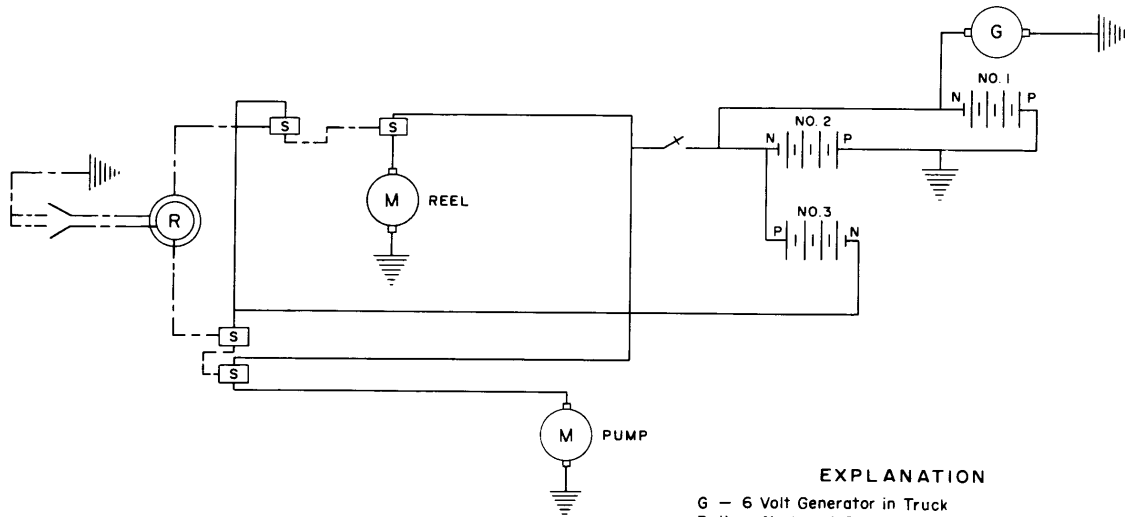 G
NO. 1
N P
S S
NO. 2
N P
M REEL
R
NO. 3
P N
S
S
M PUMP
EXPLANATION
G — 6 Volt Generator in Truck